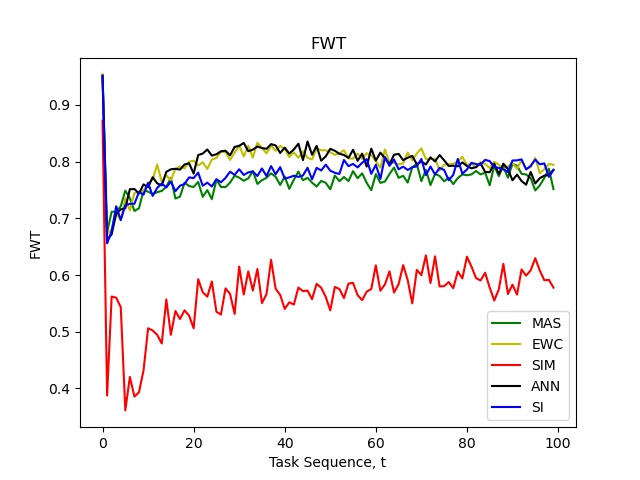 FWT
FWT
0.9
0.8
0.7
0.6
0.5
0.4
0 20 40 60 80 100
Task Sequence, t
MAS
EWC
SIM
ANN
SI